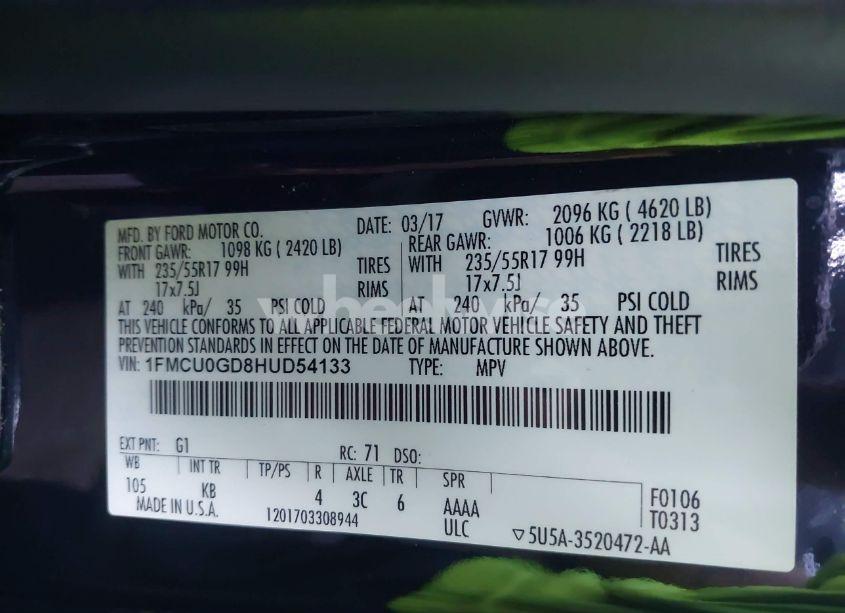 MFD. BY FORD MOTOR CO.
DATE: 03/17 GVWR: 2096 KG ( 4620 LB)
FRONT GAWR: 1098 KG ( 2420 LB) REAR GAWR: 1006 KG ( 2218 LB)
WITH 235/55R17 99H TIRES WITH 235/55R17 99H TIRES
17x7.5J RIMS 17x7.5J RIMS
AT 240 kPa/ 35 PSI COLD AT 240 kPa/ 35 PSI COLD
THIS VEHICLE CONFORMS TO ALL APPLICABLE FEDERAL MOTOR VEHICLE SAFETY AND THEFT
PREVENTION STANDARDS IN EFFECT ON THE DATE OF MANUFACTURE SHOWN ABOVE.
VIN: 1FMCU0GD8HUD54133 TYPE: MPV
EXT PNT: G1 RC: 71 DSO:
WB INT TR TP/PS R AXLE TR SPR
105 KB 4 3C 6 AAAA F0106
MADE IN U.S.A. 1201703308944 ULC T0313
▽5U5A-3520472-AA